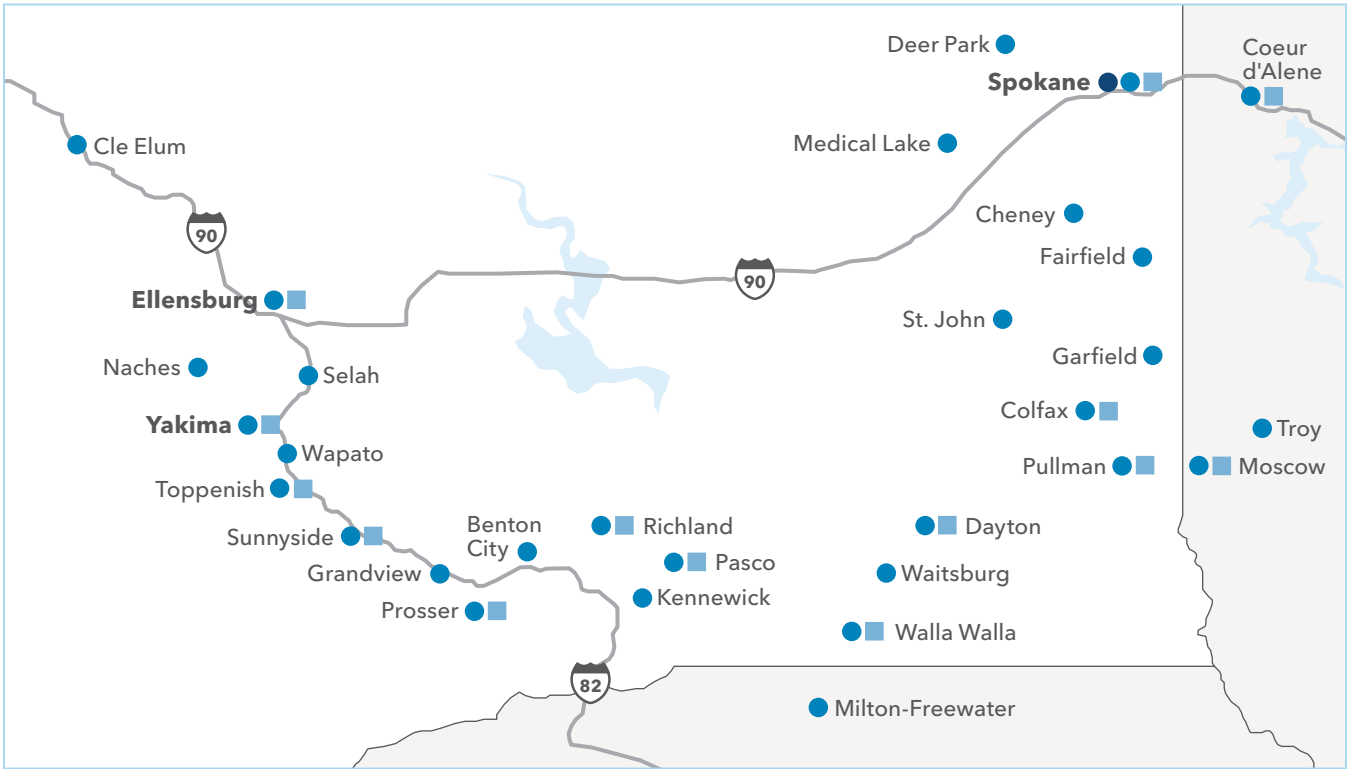 Deer Park
Coeur
d'Alene
Spokane
Cle Elum
Medical Lake
Cheney
90
Fairfield
90
Ellensburg
St. John
Garfield
Naches
Selah
Colfax
Yakima
Troy
Wapato
Pullman
Moscow
Toppenish
Benton
City
Richland
Dayton
Sunnyside
Pasco
Grandview
Waitsburg
Kennewick
Prosser
Walla Walla
82
Milton-Freewater